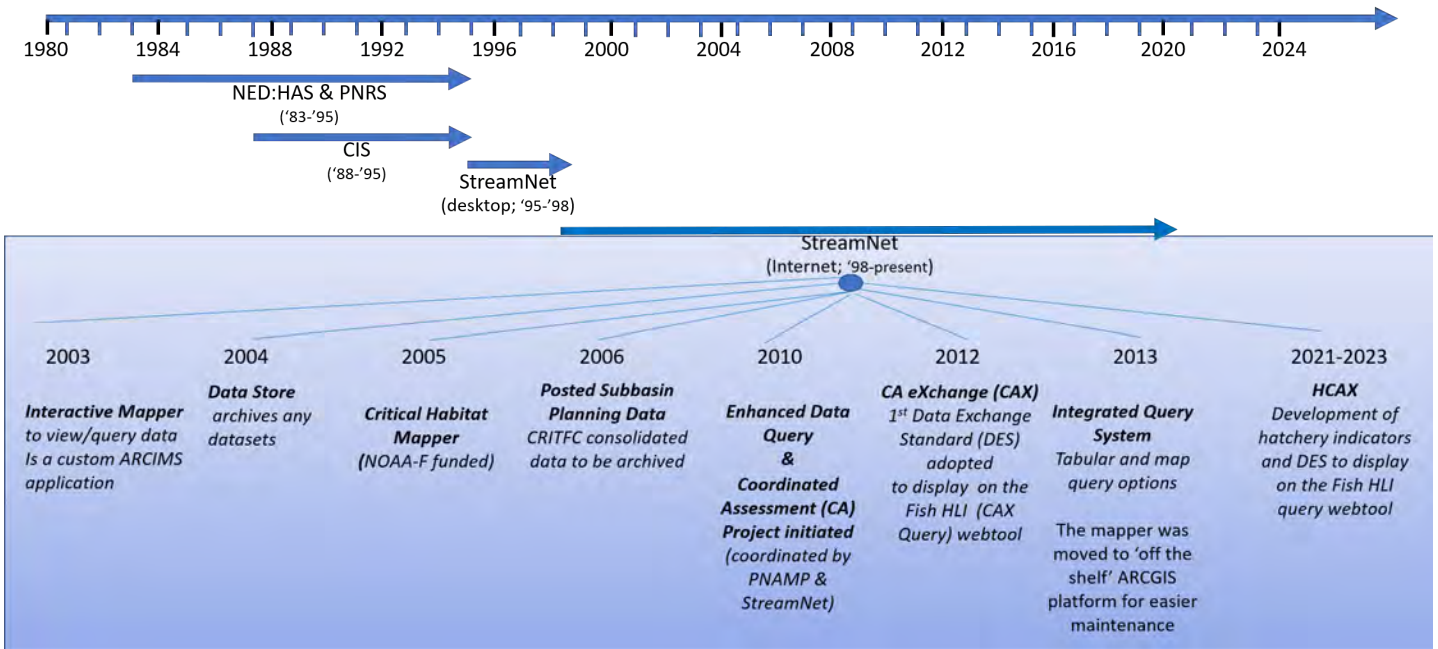 1980 1984 1988 1992 1996 2000 2004 2008 2012 2016 2020 2024
NED:HAS & PNRS
(‘83-’95)
CIS
(‘88-’95)
StreamNet
(desktop; ‘95-’98)
StreamNet
(Internet; ‘98-present)
2003
Interactive Mapper
to view/query data
Is a custom ARCIMS
application
2004
Data Store
archives any
datasets
2005
Critical Habitat
Mapper
(NOAA-F funded)
2006
Posted Subbasin
Planning Data
CRITFC consolidated
data to be archived
2010
Enhanced Data
Query
&
Coordinated
Assessment (CA)
Project initiated
(coordinated by
PNAMP &
StreamNet)
2012
CA eXchange (CAX)
1st Data Exchange
Standard (DES)
adopted
to display on the
Fish HLI (CAX
Query) webtool
2013
Integrated Query
System
Tabular and map
query options
The mapper was
moved to ‘off the
shelf’ ARCGIS
platform for easier
maintenance
2021-2023
HCAX
Development of
hatchery indicators
and DES to display
on the Fish HLI
query webtool